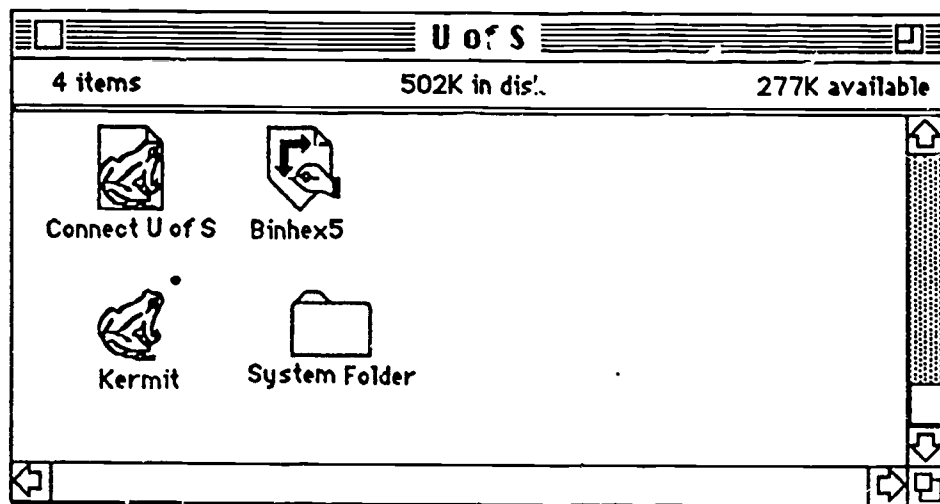 U of S
4 items 502K in disk 277K available
Connect U of S Binhex5
Kermit System Folder